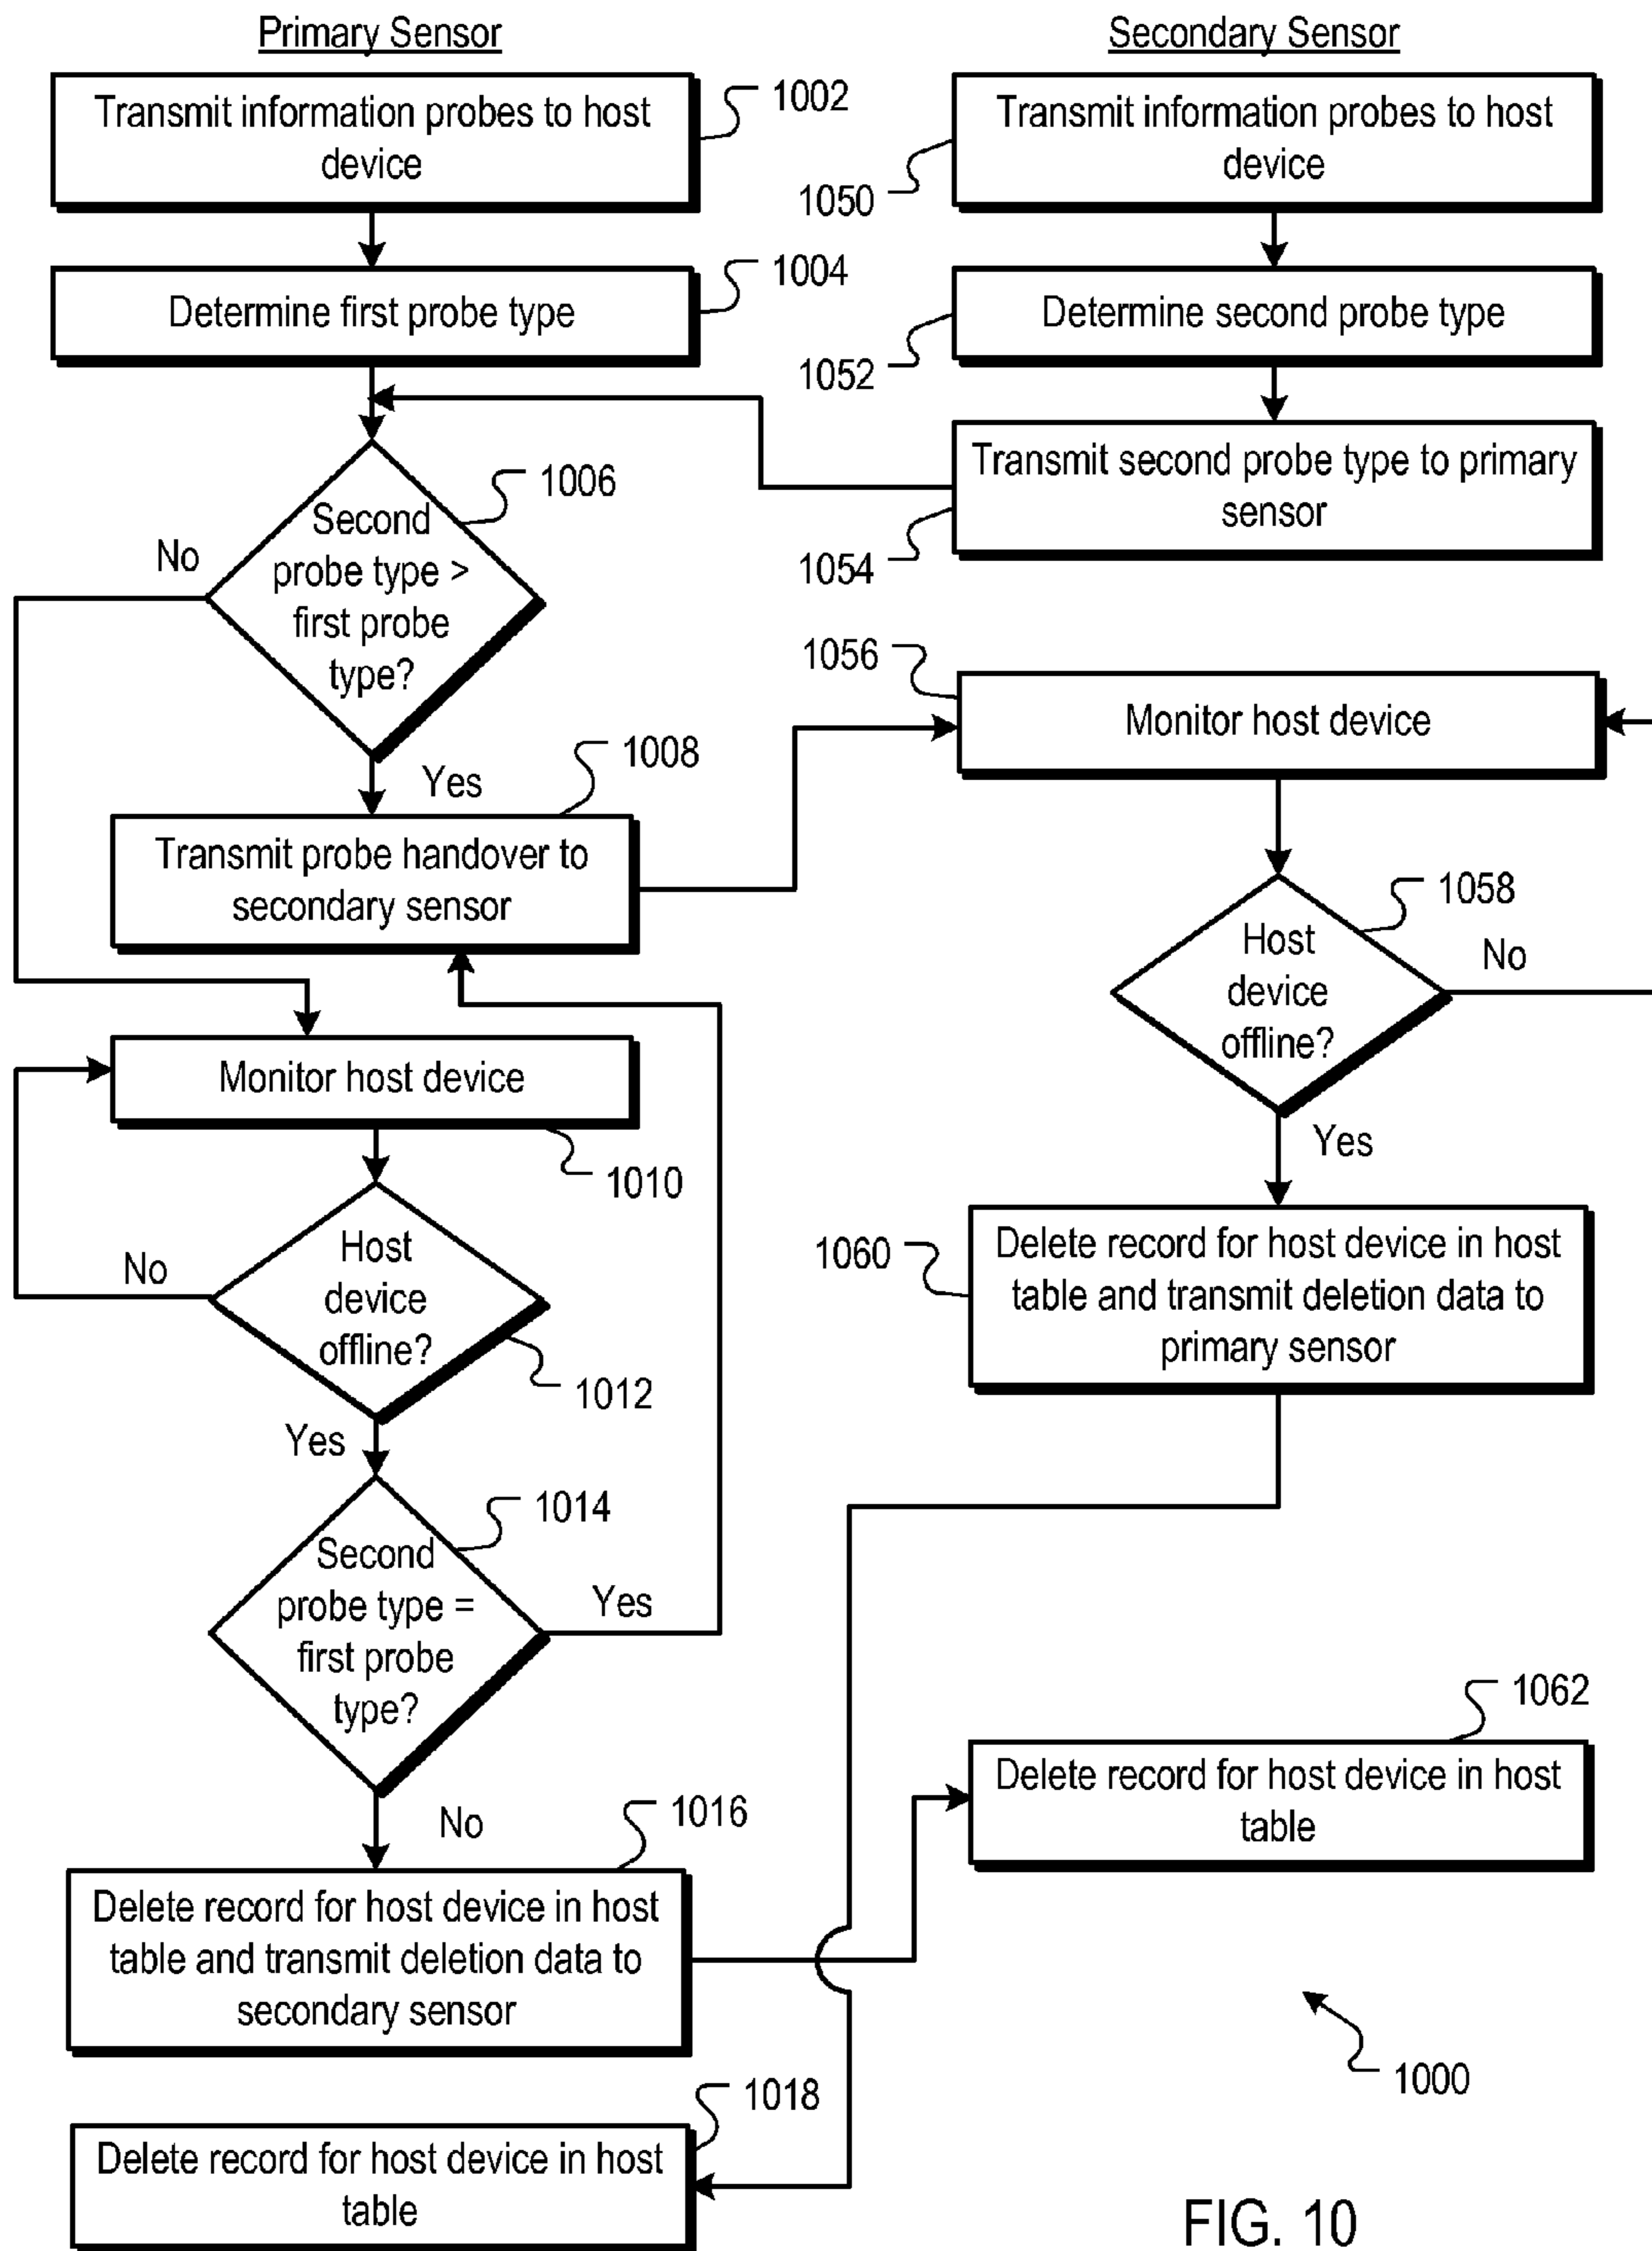 Primary Sensor
Secondary Sensor
Transmit information probes to host
device
1002
Transmit information probes to host
device
1050
Determine first probe type
1004
Determine second probe type
1052
Transmit second probe type to primary
sensor
1054
Second
probe type >
first probe
type?
1006
No
Yes
Transmit probe handover to
secondary sensor
1008
Monitor host device
1056
Host
device
offline?
1058
No
Yes
Monitor host device
1010
Host
device
offline?
1012
No
Yes
Delete record for host device in host
table and transmit deletion data to
primary sensor
1060
Second
probe type =
first probe
type?
1014
Yes
No
Delete record for host device in host
table and transmit deletion data to
secondary sensor
1016
Delete record for host device in host
table
1062
Delete record for host device in host
table
1018
1000
FIG. 10